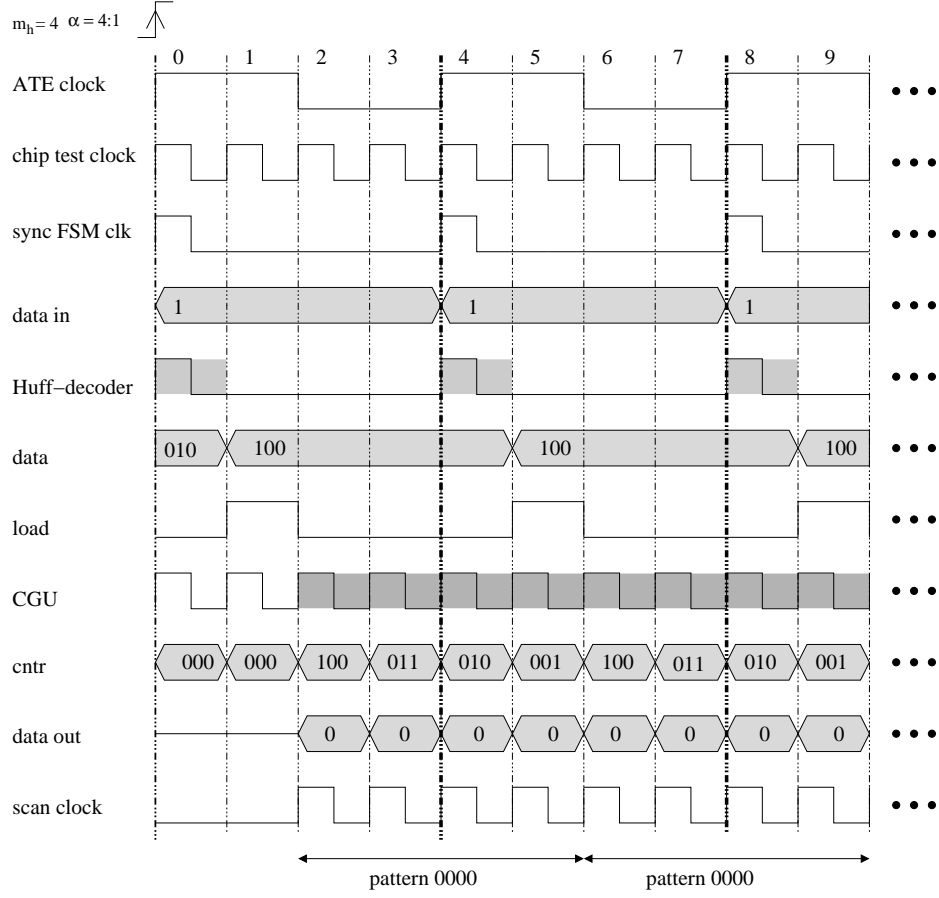 m_h = 4 α = 4:1
0 1 2 3 4 5 6 7 8 9
ATE clock
chip test clock
sync FSM clk
data in 1 1 1
Huff−decoder
data 010 100 100 100
load
CGU
cntr 000 000 100 011 010 001 100 011 010 001
data out 0 0 0 0 0 0 0 0
scan clock
pattern 0000 pattern 0000